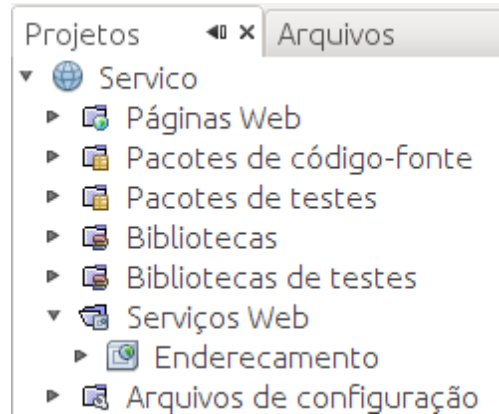 Projetos Arquivos
Servico
Páginas Web
Pacotes de código-fonte
Pacotes de testes
Bibliotecas
Bibliotecas de testes
Serviços Web
Enderecamento
Arquivos de configuração